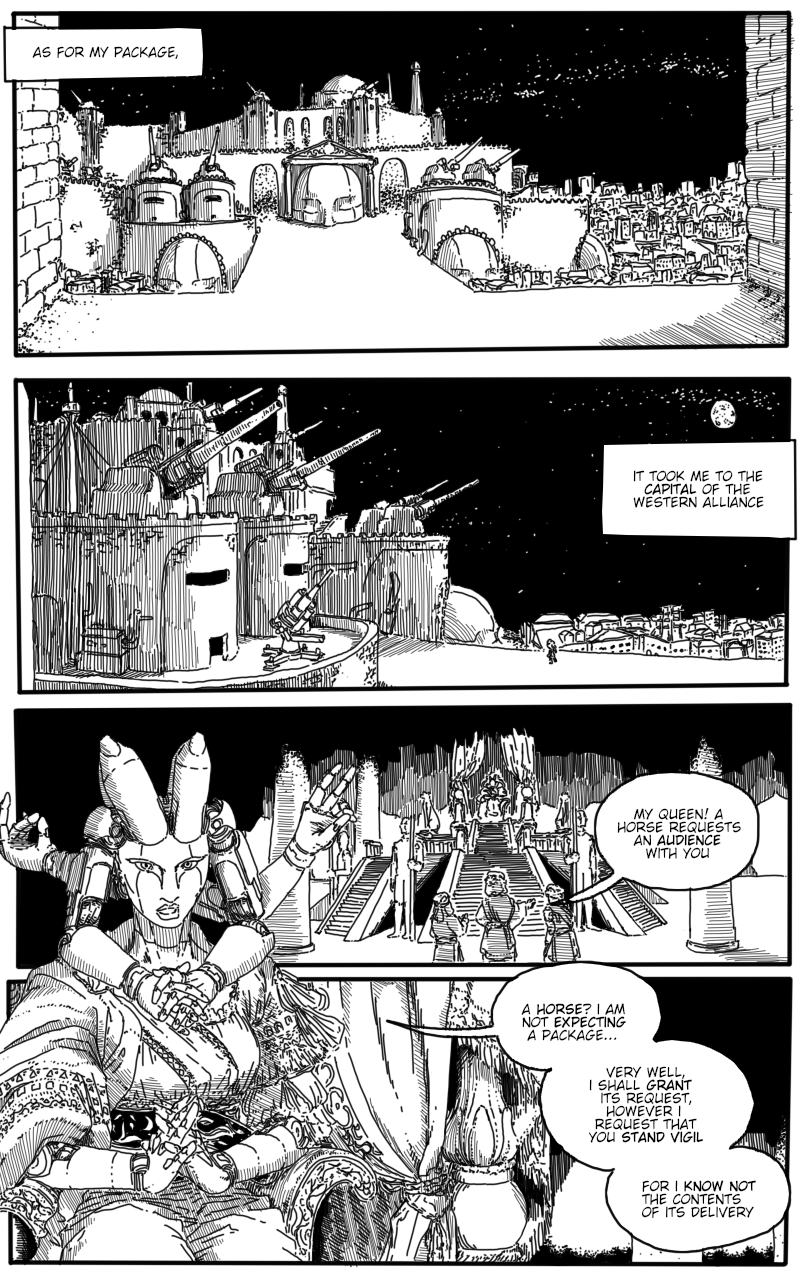 AS FOR MY PACKAGE,
IT TOOK ME TO THE
CAPITAL OF THE
WESTERN ALLIANCE
MY QUEEN! A
HORSE REQUESTS
AN AUDIENCE
WITH YOU
A HORSE? I AM
NOT EXPECTING
A PACKAGE...
VERY WELL,
I SHALL GRANT
ITS REQUEST,
HOWEVER I
REQUEST THAT
YOU STAND VIGIL
FOR I KNOW NOT
THE CONTENTS
OF ITS DELIVERY